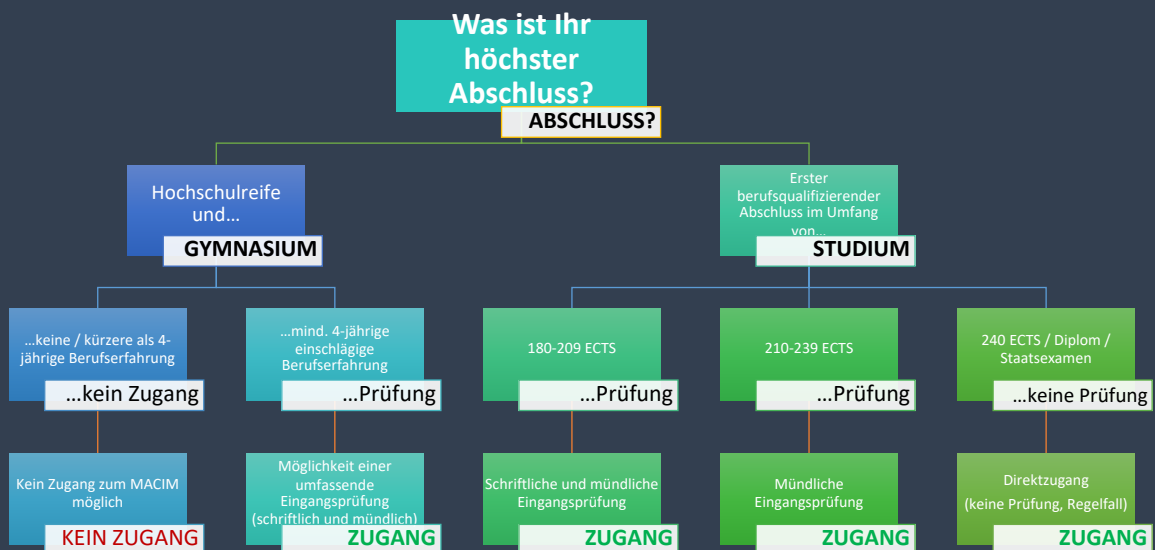 Was ist Ihr
höchster
Abschluss?
ABSCHLUSS?
Hochschulreife
und...
GYMNASIUM
Erster
berufsqualifizierender
Abschluss im Umfang
von...
STUDIUM
...keine / kürzere als 4-
jährige Berufserfahrung
...kein Zugang
...mind. 4-jährige
einschlägige
Berufserfahrung
...Prüfung
180-209 ECTS
...Prüfung
210-239 ECTS
...Prüfung
240 ECTS / Diplom /
Staatsexamen
...keine Prüfung
Kein Zugang zum MACIM
möglich
KEIN ZUGANG
Möglichkeit einer
umfassende
Eingangsprüfung
(schriftlich und mündlich)
ZUGANG
Schriftliche und mündliche
Eingangsprüfung
ZUGANG
Mündliche
Eingangsprüfung
ZUGANG
Direktzugang
(keine Prüfung, Regelfall)
ZUGANG